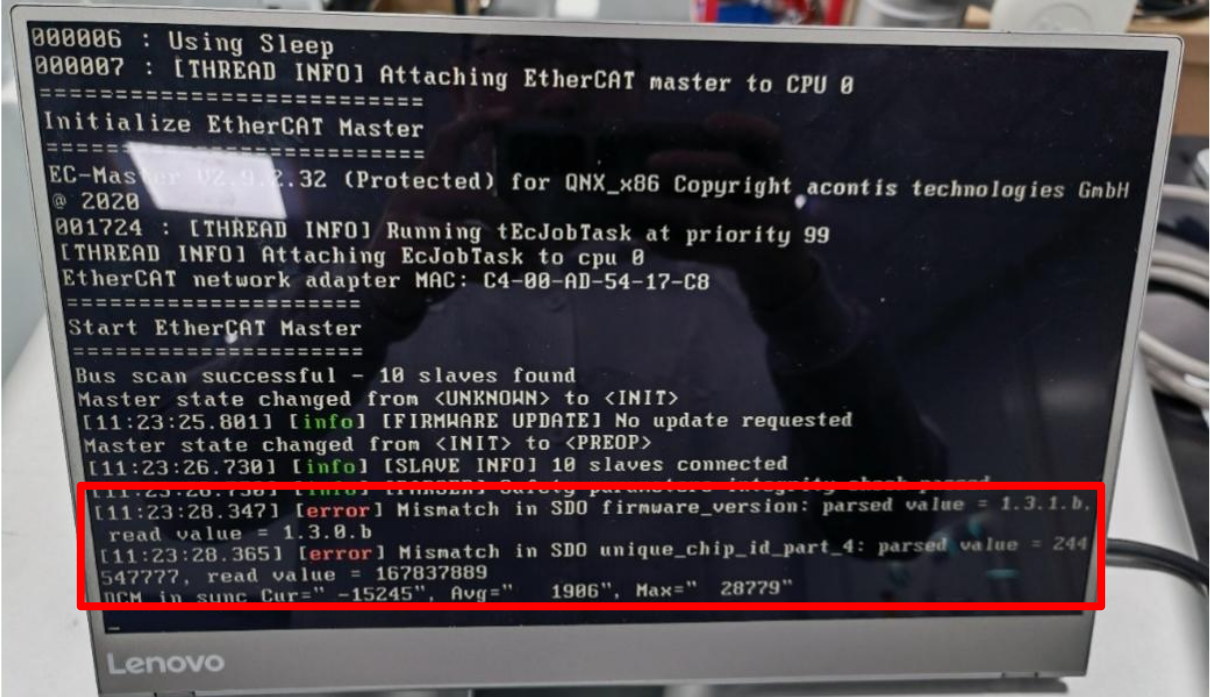 000006 : Using Sleep
000007 : [THREAD INFO] Attaching EtherCAT master to CPU 0
===========================
Initialize EtherCAT Master
===========================
EC-Master V2.9.2.32 (Protected) for QNX_x86 Copyright acontis technologies GmbH
@ 2020
001724 : [THREAD INFO] Running tEcJobTask at priority 99
[THREAD INFO] Attaching EcJobTask to cpu 0
EtherCAT network adapter MAC: C4-00-AD-54-17-C8
======================
Start EtherCAT Master
======================
Bus scan successful - 10 slaves found
Master state changed from <UNKNOWN> to <INIT>
[11:23:25.801] [info] [FIRMWARE UPDATE] No update requested
Master state changed from <INIT> to <PREOP>
[11:23:26.730] [info] [SLAVE INFO] 10 slaves connected
[info] [PARSER] Safety parameters integrity check passed
[11:23:28.347] [error] Mismatch in SDO firmware_version: parsed value = 1.3.1.b,
read value = 1.3.0.b
[11:23:28.365] [error] Mismatch in SDO unique_chip_id_part_4: parsed value = 244
547777, read value = 167837889
DCM in sync Cur=" -15245", Avg="   1906", Max="  28779"
Lenovo